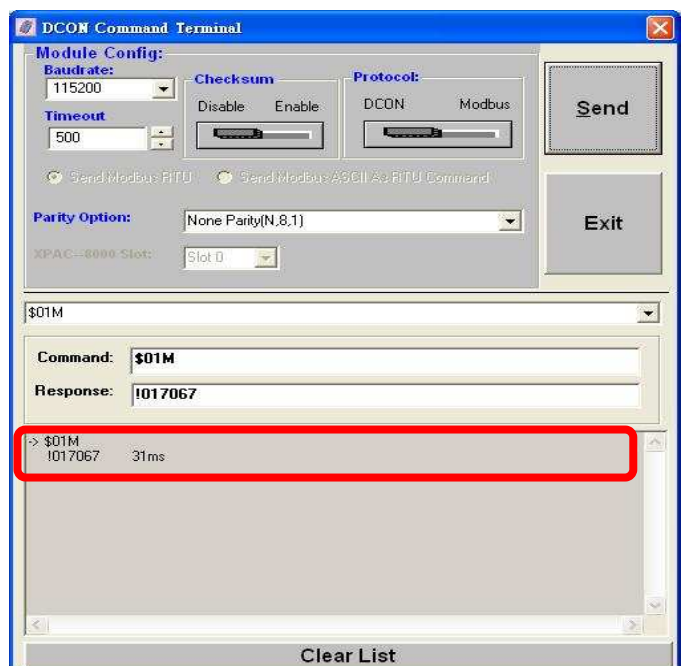 DCON Command Terminal
Module Config:
Baudrate:
115200
Checksum
Disable Enable
Protocol:
DCON Modbus
Send
Timeout
500
Send Modbus RTU Send Modbus ASCII As RTU Command
Parity Option:
None Parity(N,8,1)
Exit
XPAC--8000 Slot:
Slot 0
$01M
Command: $01M
Response: !017067
-> $01M
!017067 31ms
Clear List